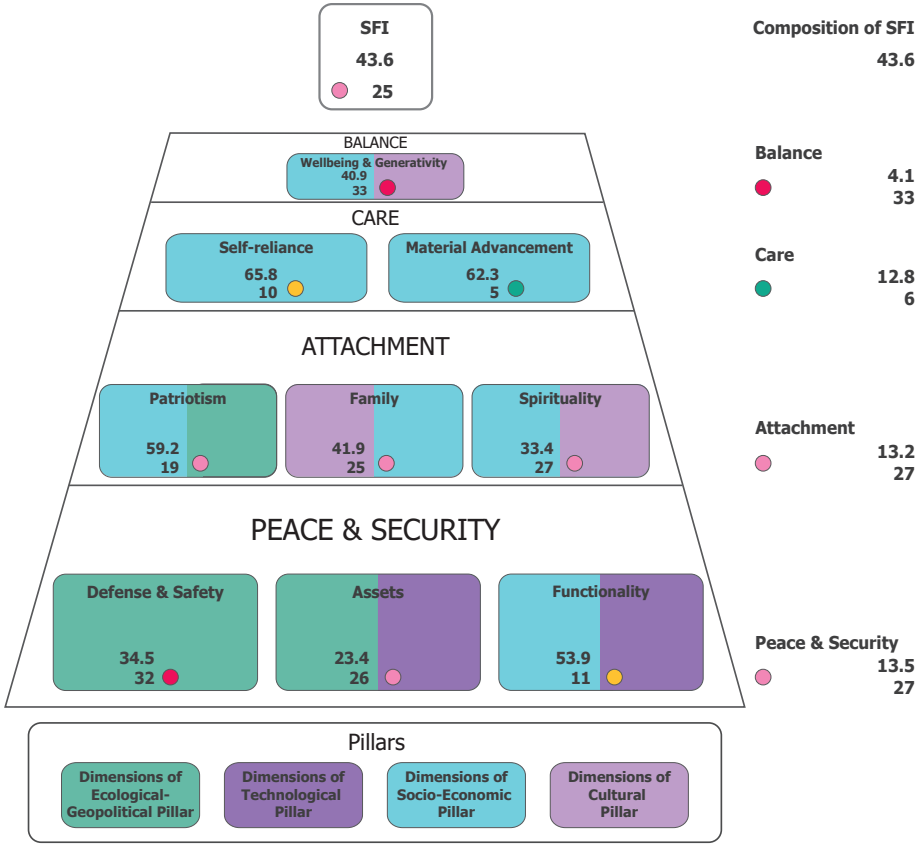 SFI
43.6
25
Composition of SFI
43.6
BALANCE
Wellbeing & Generativity
40.9
33
Balance
4.1
33
CARE
Self-reliance
65.8
10
Material Advancement
62.3
5
Care
12.8
6
ATTACHMENT
Patriotism
59.2
19
Family
41.9
25
Spirituality
33.4
27
Attachment
13.2
27
PEACE & SECURITY
Defense & Safety
34.5
32
Assets
23.4
26
Functionality
53.9
11
Peace & Security
13.5
27
Pillars
Dimensions of
Ecological-
Geopolitical Pillar
Dimensions of
Technological
Pillar
Dimensions of
Socio-Economic
Pillar
Dimensions of
Cultural
Pillar